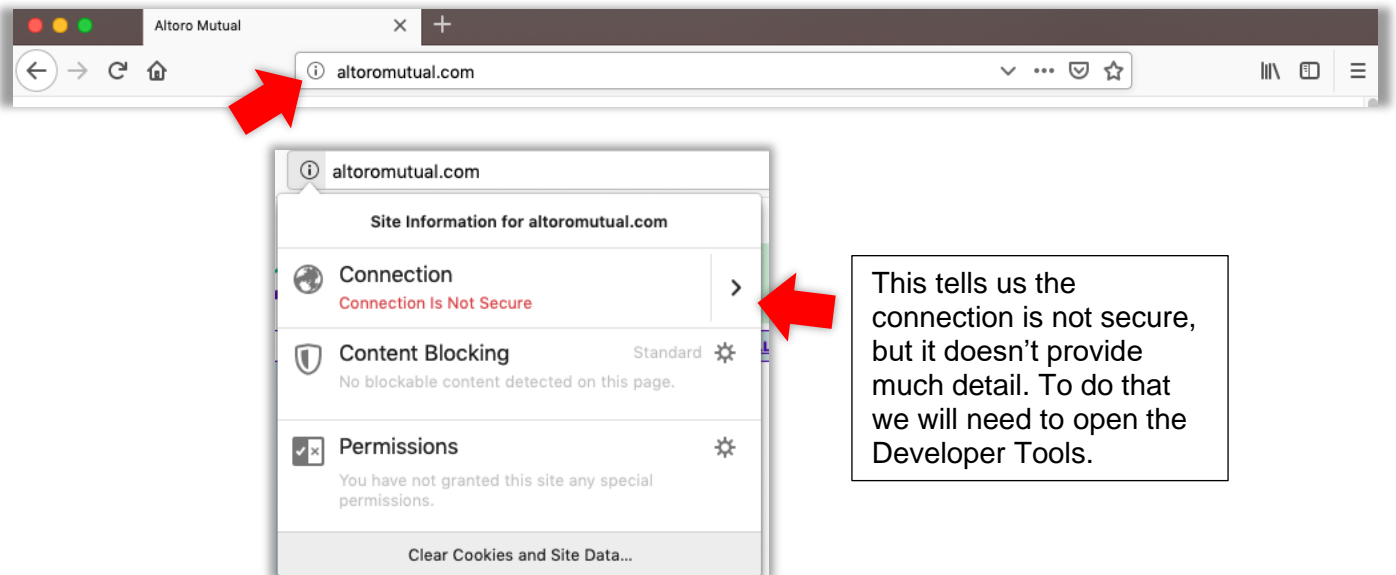 Altoro Mutual
altoromutual.com
altoromutual.com
Site Information for altoromutual.com
Connection
Connection Is Not Secure
Content Blocking Standard
No blockable content detected on this page.
Permissions
You have not granted this site any special
permissions.
Clear Cookies and Site Data...
This tells us the
connection is not secure,
but it doesn’t provide
much detail. To do that
we will need to open the
Developer Tools.